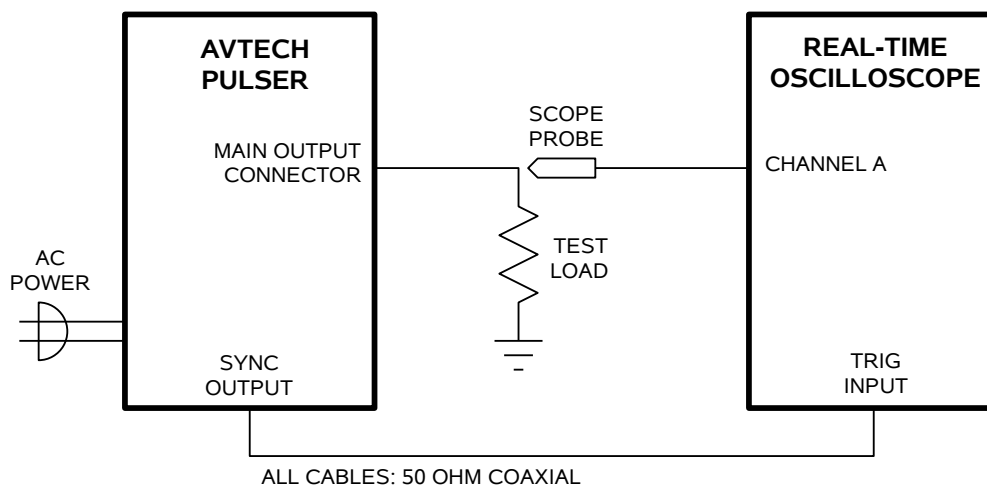 AVTECH
PULSER
MAIN OUTPUT
CONNECTOR
AC
POWER
SYNC
OUTPUT
SCOPE
PROBE
TEST
LOAD
REAL-TIME
OSCILLOSCOPE
CHANNEL A
TRIG
INPUT
ALL CABLES: 50 OHM COAXIAL